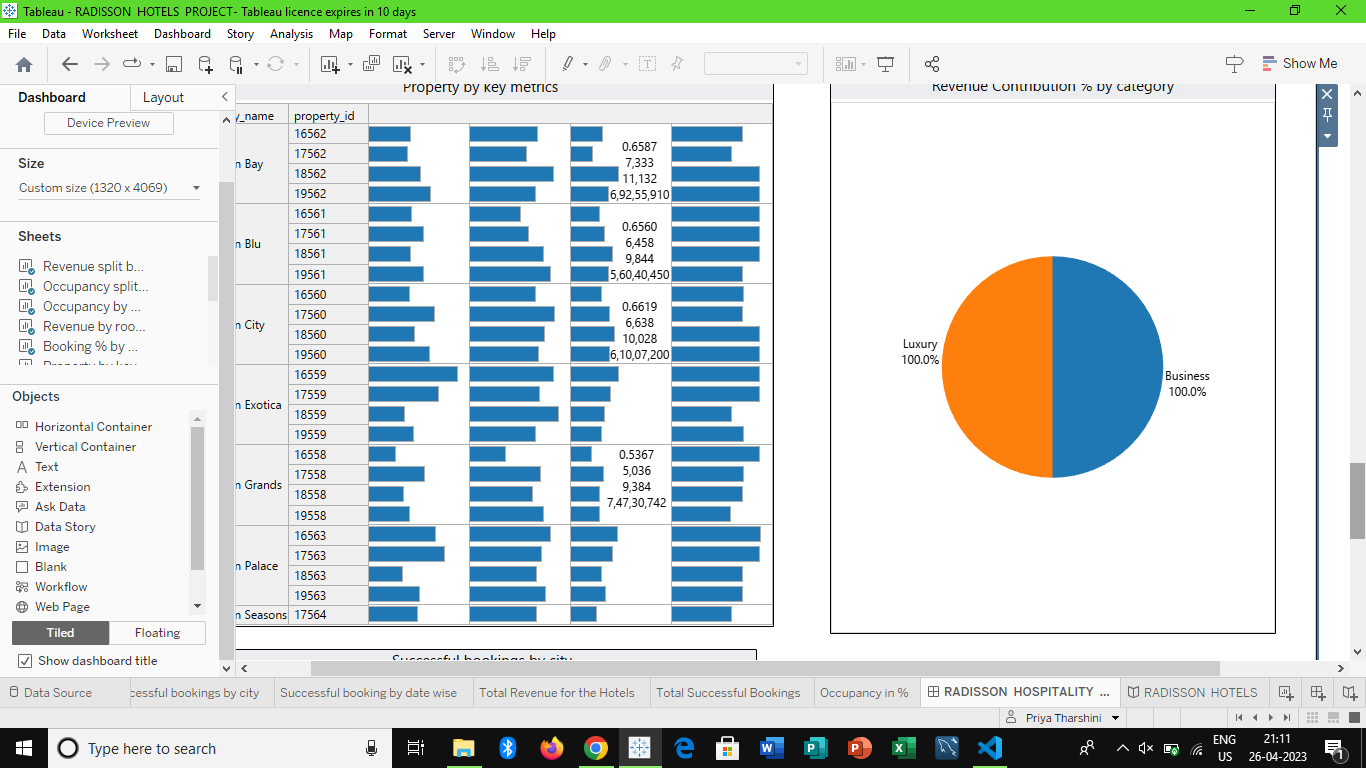 Tableau - RADISSON HOTELS PROJECT- Tableau licence expires in 10 days
File Data Worksheet Dashboard Story Analysis Map Format Server Window Help
Show Me
Dashboard Layout
Device Preview
Size
Custom size (1320 x 4069)
Sheets
Revenue split b...
Occupancy split...
Occupancy by ...
Revenue by roo...
Booking % by ...
Property by key
Objects
Horizontal Container
Vertical Container
Text
Extension
Ask Data
Data Story
Image
Blank
Workflow
Web Page
Tiled Floating
Show dashboard title
Property by key metrics
y_name property_id
n Bay
16562
17562
18562
19562
0.6587
7,333
11,132
6,92,55,910
n Blu
16561
17561
18561
19561
0.6560
6,458
9,844
5,60,40,450
n City
16560
17560
18560
19560
0.6619
6,638
10,028
6,10,07,200
n Exotica
16559
17559
18559
19559
n Grands
16558
17558
18558
19558
0.5367
5,036
9,384
7,47,30,742
n Palace
16563
17563
18563
19563
n Seasons 17564
Revenue Contribution % by category
Luxury
100.0%
Business
100.0%
Successful bookings by city
Data Source cessful bookings by city Successful booking by date wise Total Revenue for the Hotels Total Successful Bookings Occupancy in % RADISSON HOSPITALITY ... RADISSON HOTELS
Priya Tharshini
Type here to search
ENG
US
21:11
26-04-2023
1